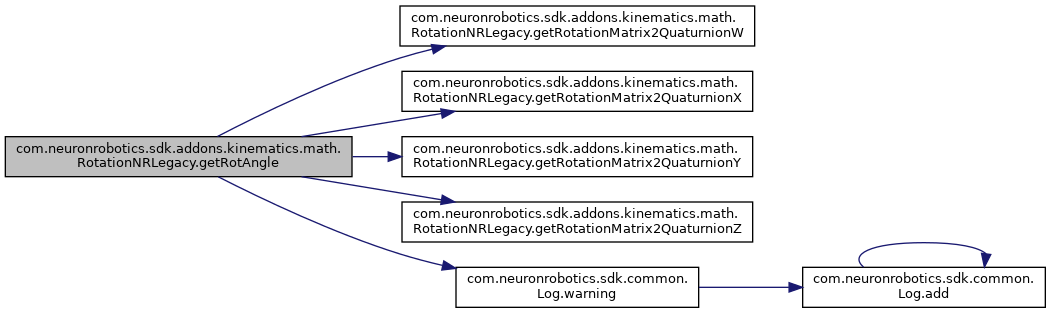 com.neuronrobotics.sdk.addons.kinematics.math.
RotationNRLegacy.getRotAngle
com.neuronrobotics.sdk.addons.kinematics.math.
RotationNRLegacy.getRotationMatrix2QuaturnionW
com.neuronrobotics.sdk.addons.kinematics.math.
RotationNRLegacy.getRotationMatrix2QuaturnionX
com.neuronrobotics.sdk.addons.kinematics.math.
RotationNRLegacy.getRotationMatrix2QuaturnionY
com.neuronrobotics.sdk.addons.kinematics.math.
RotationNRLegacy.getRotationMatrix2QuaturnionZ
com.neuronrobotics.sdk.common.
Log.warning
com.neuronrobotics.sdk.common.
Log.add